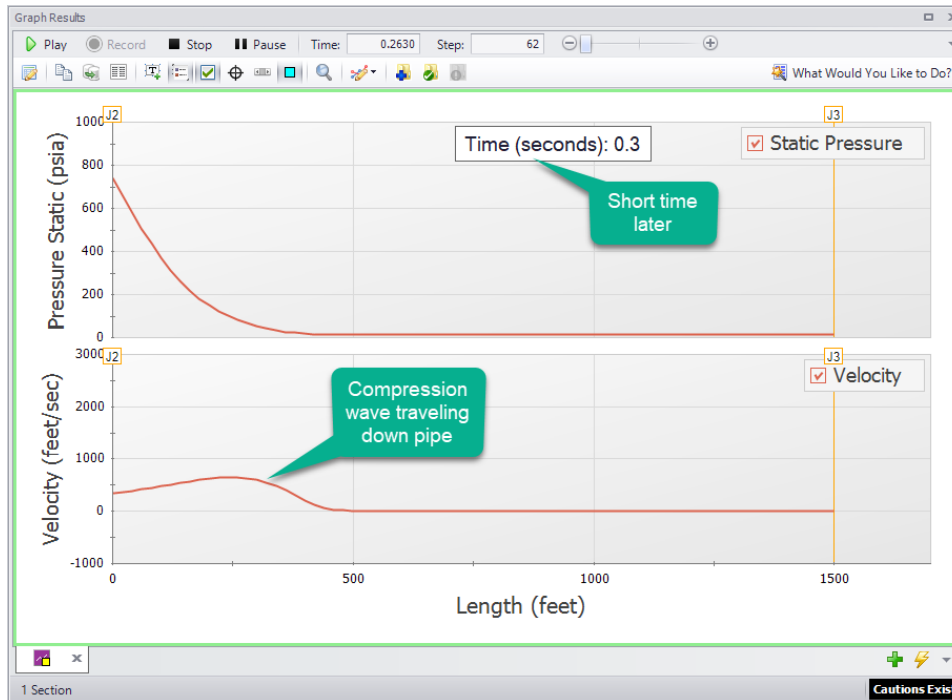 Graph Results
Play Record Stop Pause Time: 0.2630 Step: 62
What Would You Like to Do?
J2 J3
1000
800
600
400
200
0
Pressure Static (psia)
Time (seconds): 0.3
Static Pressure
Short time
later
J2 J3
3000
2000
1000
0
-1000
Velocity (feet/sec)
Velocity
Compression
wave traveling
down pipe
0 500 1000 1500
Length (feet)
1 Section